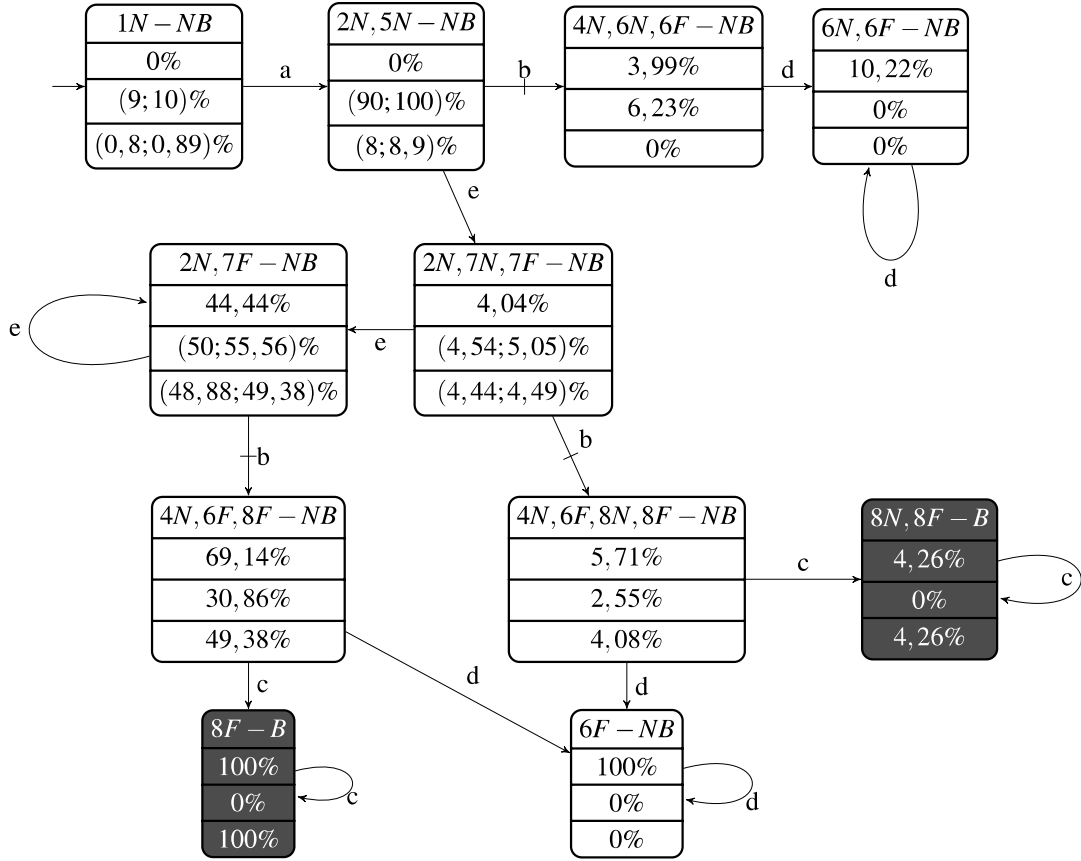 1N − NB
0%
(9;10)%
(0,8;0,89)%
a
2N,5N − NB
0%
(90;100)%
(8;8,9)%
b
4N,6N,6F − NB
3,99%
6,23%
0%
d
6N,6F − NB
10,22%
0%
0%
d
e
2N,7F − NB
44,44%
(50;55,56)%
(48,88;49,38)%
e
e
2N,7N,7F − NB
4,04%
(4,54;5,05)%
(4,44;4,49)%
b
b
4N,6F,8F − NB
69,14%
30,86%
49,38%
4N,6F,8N,8F − NB
5,71%
2,55%
4,08%
c
8N,8F − B
4,26%
0%
4,26%
c
c
d
d
8F − B
100%
0%
100%
c
6F − NB
100%
0%
0%
d